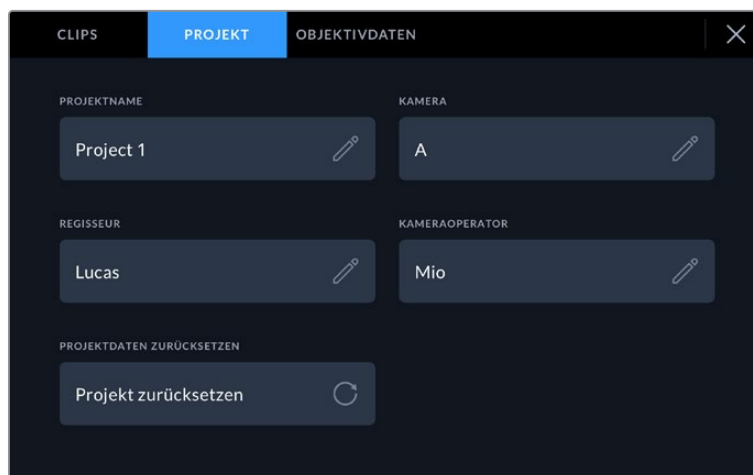 CLIPS PROJEKT OBJEKTIVDATEN
PROJEKTNAME KAMERA
Project 1 A
REGISSEUR KAMERAOPERATOR
Lucas Mio
PROJEKTDATEN ZURÜCKSETZEN
Projekt zurücksetzen